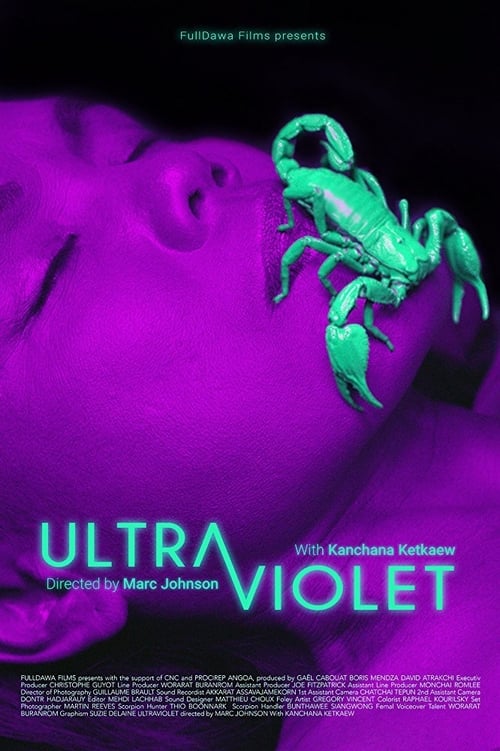 FullDawa Films presents
ULTRA
With Kanchana Ketkaew
Directed by Marc Johnson
VIOLET
FULLDAWA FILMS presents with the support of CNC and PROCIREP ANGOA, produced by GAËL CABOUAT BORIS MENDZA DAVID ATRAKCHI Executiv
Producer CHRISTOPHE GUYOT Line Producer WORARAT BURANROM Assistant Producer JOE FITZPATRICK Assistant Line Producer MONCHAI ROMLEE
Director of Photography GUILLAUME BRAULT Sound Recordist AKKARAT ASSAVAJAMEKORN 1st Assistant Camera CHATCHAI TEPUN 2nd Assistant Camera
DONTR HADJARAUY Editor MEHDI LACHHAB Sound Designer MATTHIEU CHOUX Foley Artist GREGORY VINCENT Colorist RAPHAEL KOURILSKY Set
Photographer MARTIN REEVES Scorpion Hunter THIO BOONNARK Scorpion Handler BUNTHAWEE SIANGWONG Femal Voiceover Talent WORARAT
BURANROM Graphism SUZIE DELAINE ULTRAVIOLET directed by MARC JOHNSON With KANCHANA KETKAEW